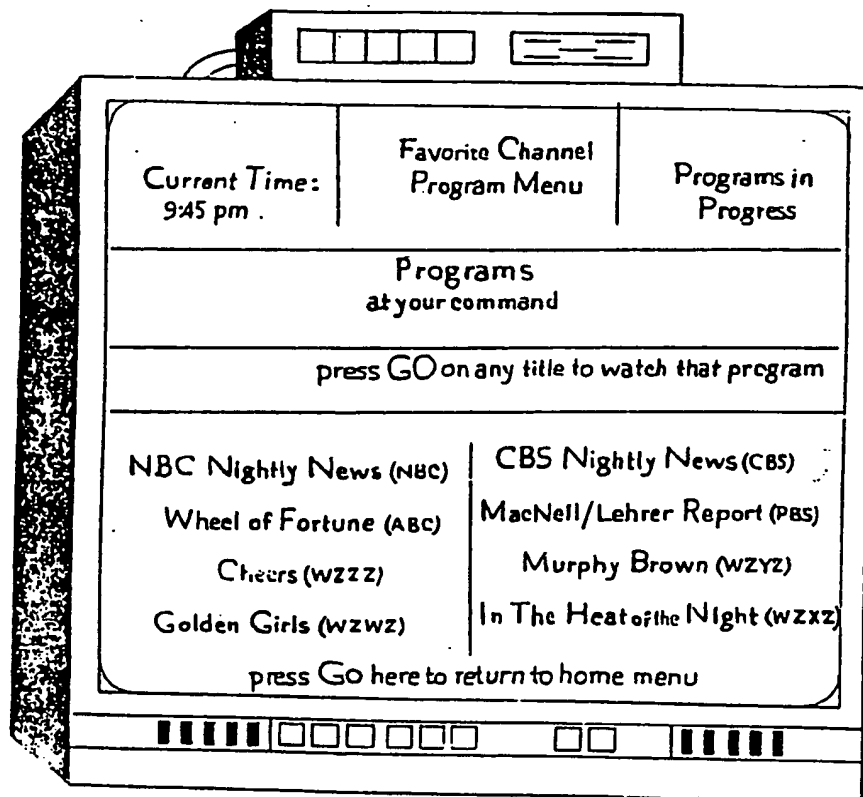 Current Time:
9:45 pm .
Favorite Channel
Program Menu
Programs in
Progress
Programs
at your command
press GO on any title to watch that program
NBC Nightly News (NBC)
Wheel of Fortune (ABC)
Cheers (WZZZ)
Golden Girls (WZWZ)
CBS Nightly News (CBS)
MacNell/Lehrer Report (PBS)
Murphy Brown (WZYZ)
In The Heat of the Night (WZXZ)
press Go here to return to home menu